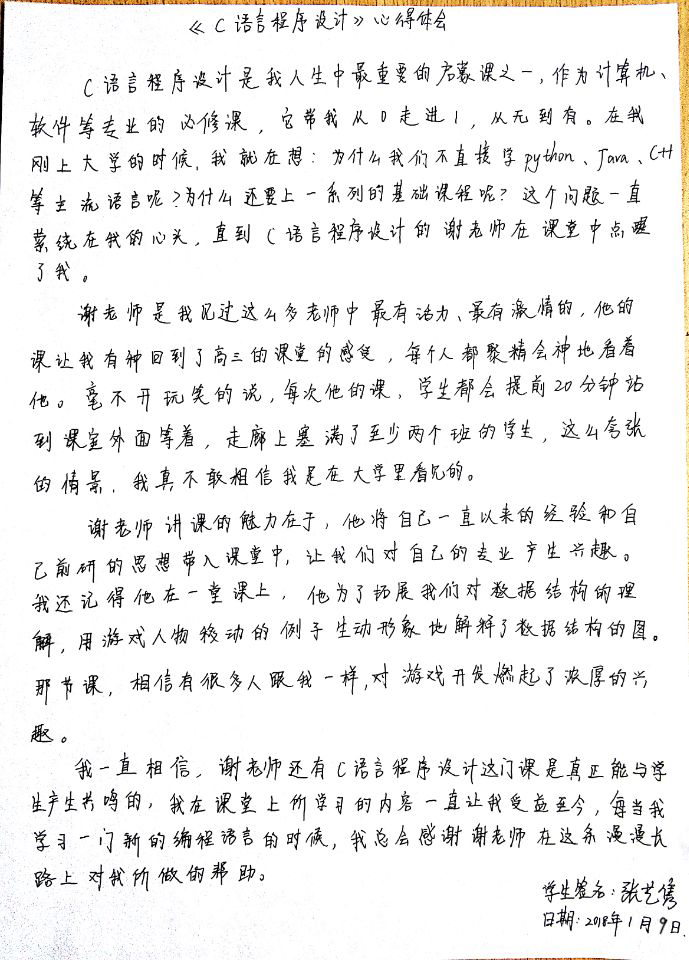 《C语言程序设计》心得体会
C语言程序设计是我人生中最重要的启蒙课之一,作为计算机、
软件等专业的必修课,它带我从0走进1,从无到有。在我
刚上大学的时候,我就在想:为什么我们不直接学python、Java、C++
等主流语言呢?为什么还要上一系列的基础课程呢?这个问题一直
萦绕在我的心头,直到C语言程序设计的谢老师在课堂中点醒
了我。
谢老师是我见过这么多老师中最有活力、最有激情的,他的
课让我有种回到了高三的课堂的感觉,每个人都聚精会神地看着
他。毫不开玩笑的说,每次他的课,学生都会提前20分钟站
到课室外面等着,走廊上塞满了至少两个班的学生,这么夸张
的情景,我真不敢相信我是在大学里看见的。
谢老师讲课的魅力在于,他将自己一直以来的经验和自
己前研的思想带入课堂中,让我们对自己的专业产生兴趣。
我还记得他在一堂课上,他为了拓展我们对数据结构的理
解,用游戏人物移动的例子生动形象地解释了数据结构的图。
那节课,相信有很多人跟我一样,对游戏开发燃起了浓厚的兴
趣。
我一直相信,谢老师还有C语言程序设计这门课是真正能与学
生产生共鸣的,我在课堂上所学习的内容一直让我受益至今,每当我
学习一门新的编程语言的时候,我总会感谢谢老师在这条漫漫长
路上对我所做的帮助。
学生签名:张艺隽
日期:2018年1月9日.